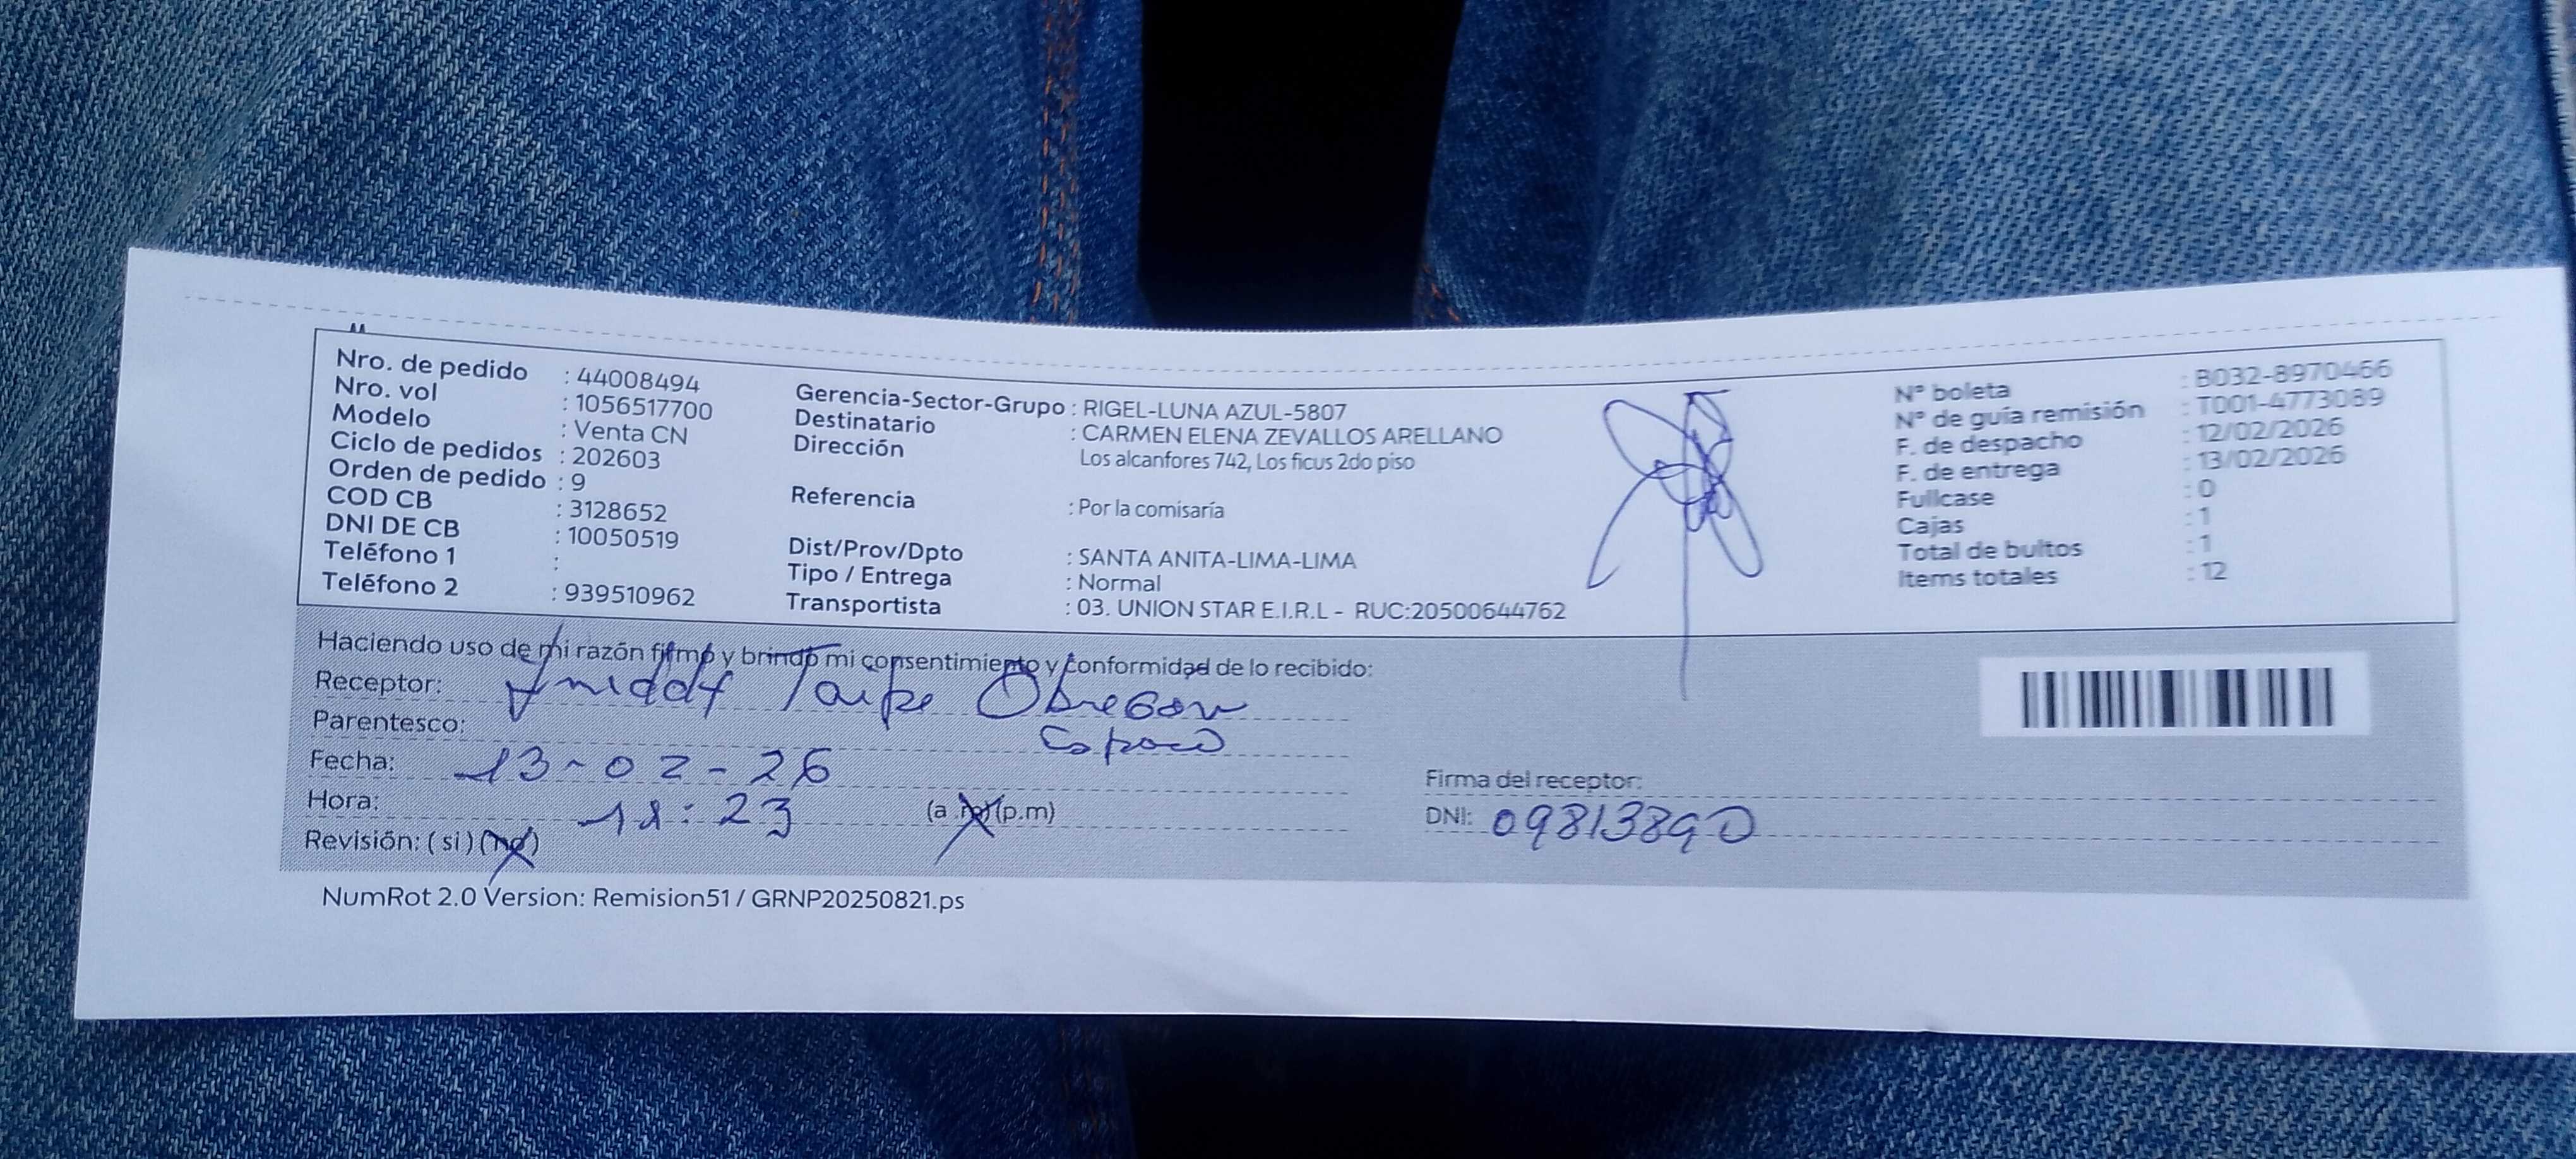 Nro. de pedido : 44008494
Nro. vol : 1056517700
Modelo : Venta CN
Ciclo de pedidos : 202603
Orden de pedido : 9
COD CB : 3128652
DNI DE CB : 10050519
Teléfono 1 :
Teléfono 2 : 939510962
Gerencia-Sector-Grupo : RIGEL-LUNA AZUL-5807
Destinatario : CARMEN ELENA ZEVALLOS ARELLANO
Dirección Los alcanfores 742, Los ficus 2do piso
Referencia : Por la comisaría
Dist/Prov/Dpto : SANTA ANITA-LIMA-LIMA
Tipo / Entrega : Normal
Transportista : 03. UNION STAR E.I.R.L - RUC:20500644762
N° boleta : B032-8970466
N° de guía remisión : T001-4773089
F. de despacho : 12/02/2026
F. de entrega : 13/02/2026
Fullcase : 0
Cajas : 1
Total de bultos : 1
Items totales : 12
Haciendo uso de mi razón firmo y brindo mi consentimiento y conformidad de lo recibido:
Receptor: Taipe Obregon
Parentesco:
Fecha: 13-02-26
Hora: :23 (a.m)(p.m)
Revisión: (si)(no)
Firma del receptor:
DNI: 09813890
NumRot 2.0 Version: Remision51 / GRNP20250821.ps